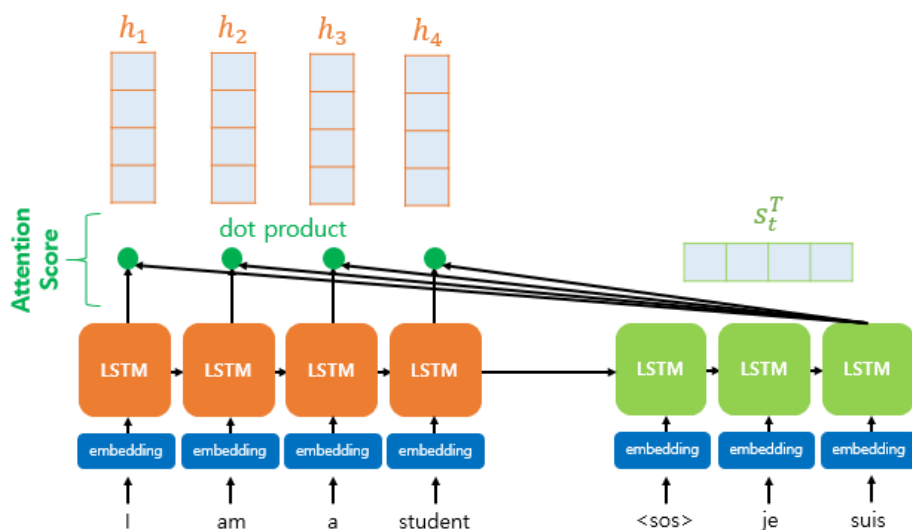 h₁ h₂ h₃ h₄
Attention Score
dot product
sₜᵀ
LSTM LSTM LSTM LSTM LSTM LSTM LSTM
embedding embedding embedding embedding embedding embedding embedding
I am a student <sos> je suis